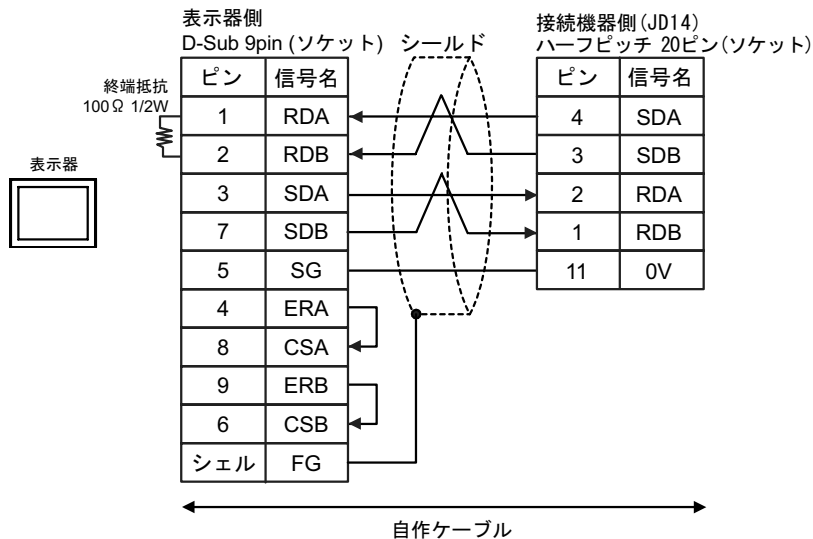 表示器側
D-Sub 9pin (ソケット)
シールド
接続機器側(JD14)
ハーフピッチ 20ピン(ソケット)
終端抵抗
100Ω 1/2W
表示器
ピン 信号名
1 RDA
2 RDB
3 SDA
7 SDB
5 SG
4 ERA
8 CSA
9 ERB
6 CSB
シェル FG
ピン 信号名
4 SDA
3 SDB
2 RDA
1 RDB
11 0V
自作ケーブル